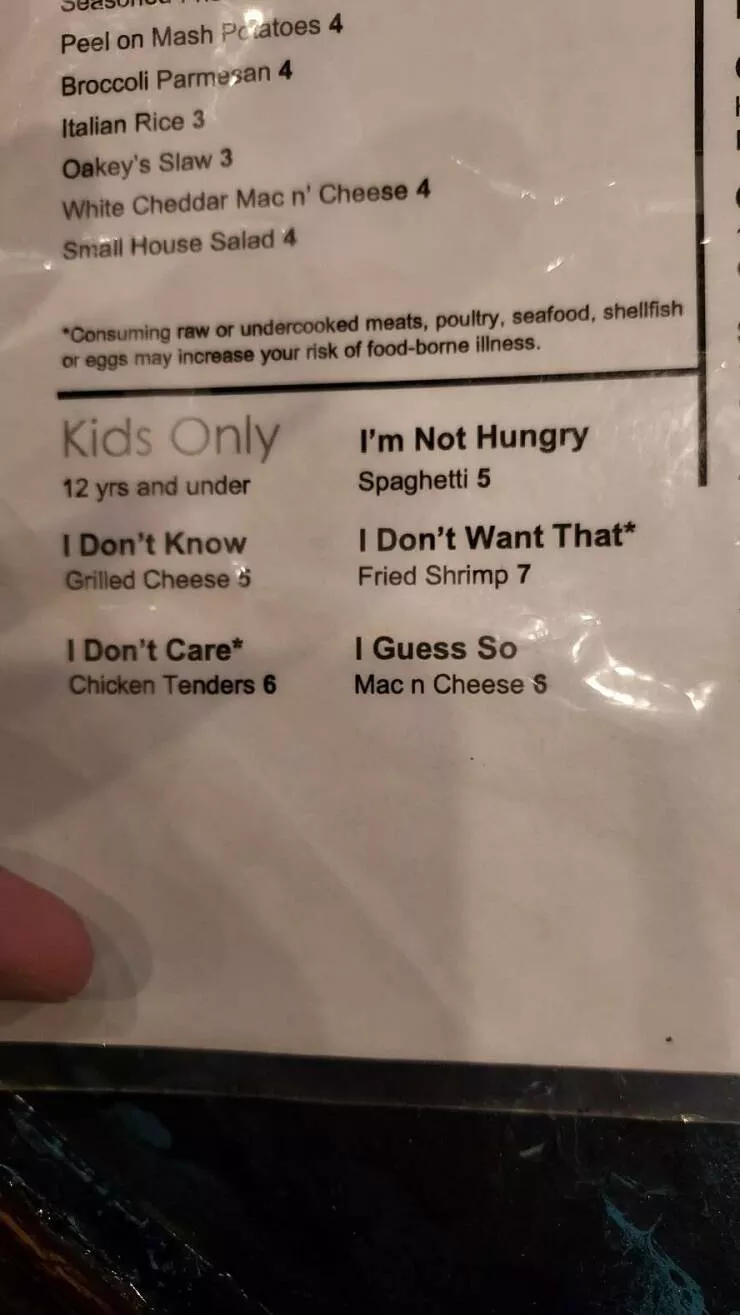 Peel on Mash Potatoes 4
Broccoli Parmesan 4
Italian Rice 3
Oakey's Slaw 3
White Cheddar Mac n' Cheese 4
Small House Salad 4
*Consuming raw or undercooked meats, poultry, seafood, shellfish
or eggs may increase your risk of food-borne illness.
Kids Only
12 yrs and under
I Don't Know
Grilled Cheese 5
I Don't Care*
Chicken Tenders 6
I'm Not Hungry
Spaghetti 5
I Don't Want That*
Fried Shrimp 7
I Guess So
Mac n Cheese